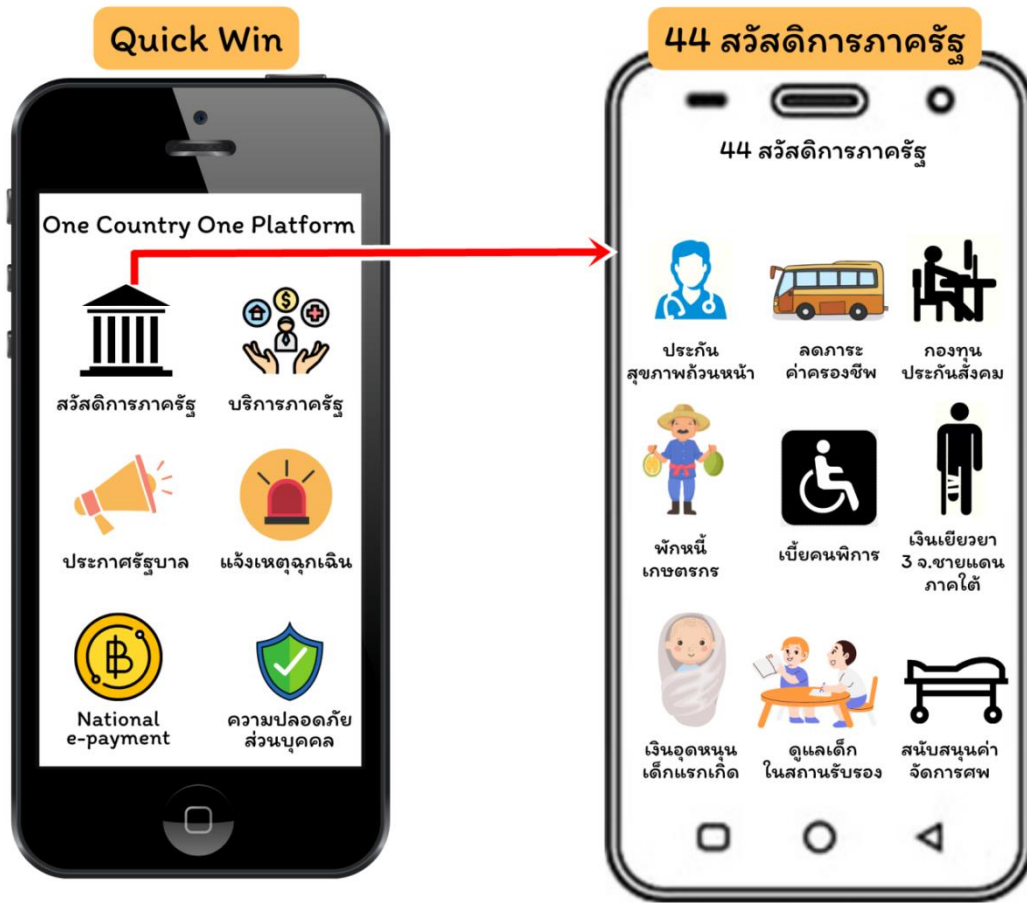 Quick Win
One Country One Platform
สวัสดิการภาครัฐ
บริการภาครัฐ
ประกาศรัฐบาล
แจ้งเหตุฉุกเฉิน
National
e-payment
ความปลอดภัย
ส่วนบุคคล
44 สวัสดิการภาครัฐ
44 สวัสดิการภาครัฐ
ประกัน
สุขภาพถ้วนหน้า
ลดภาระ
ค่าครองชีพ
กองทุน
ประกันสังคม
พักหนี้
เกษตรกร
เบี้ยคนพิการ
เงินเยียวยา
3 จ.ชายแดน
ภาคใต้
เงินอุดหนุน
เด็กแรกเกิด
ดูแลเด็ก
ในสถานรับรอง
สนับสนุนค่า
จัดการศพ